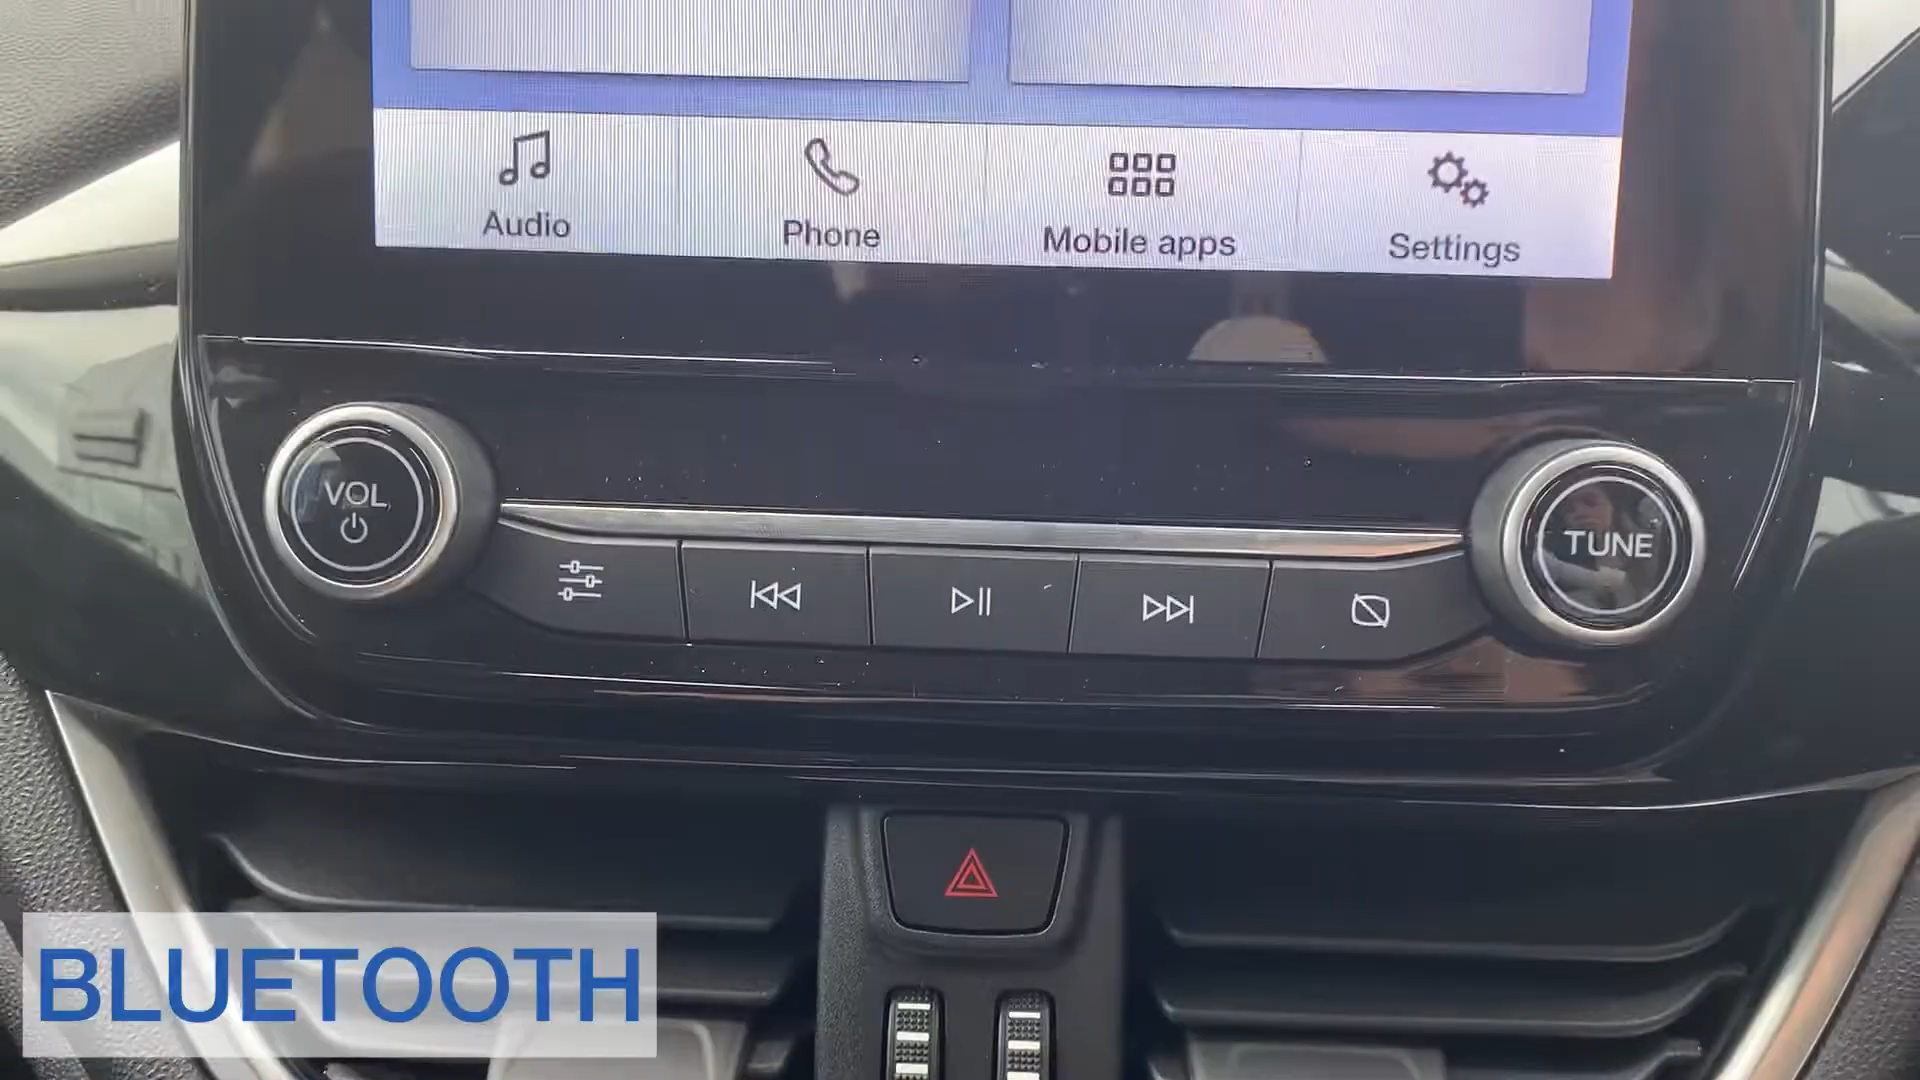 Audio
Phone
Mobile apps
Settings
VOL
TUNE
BLUETOOTH